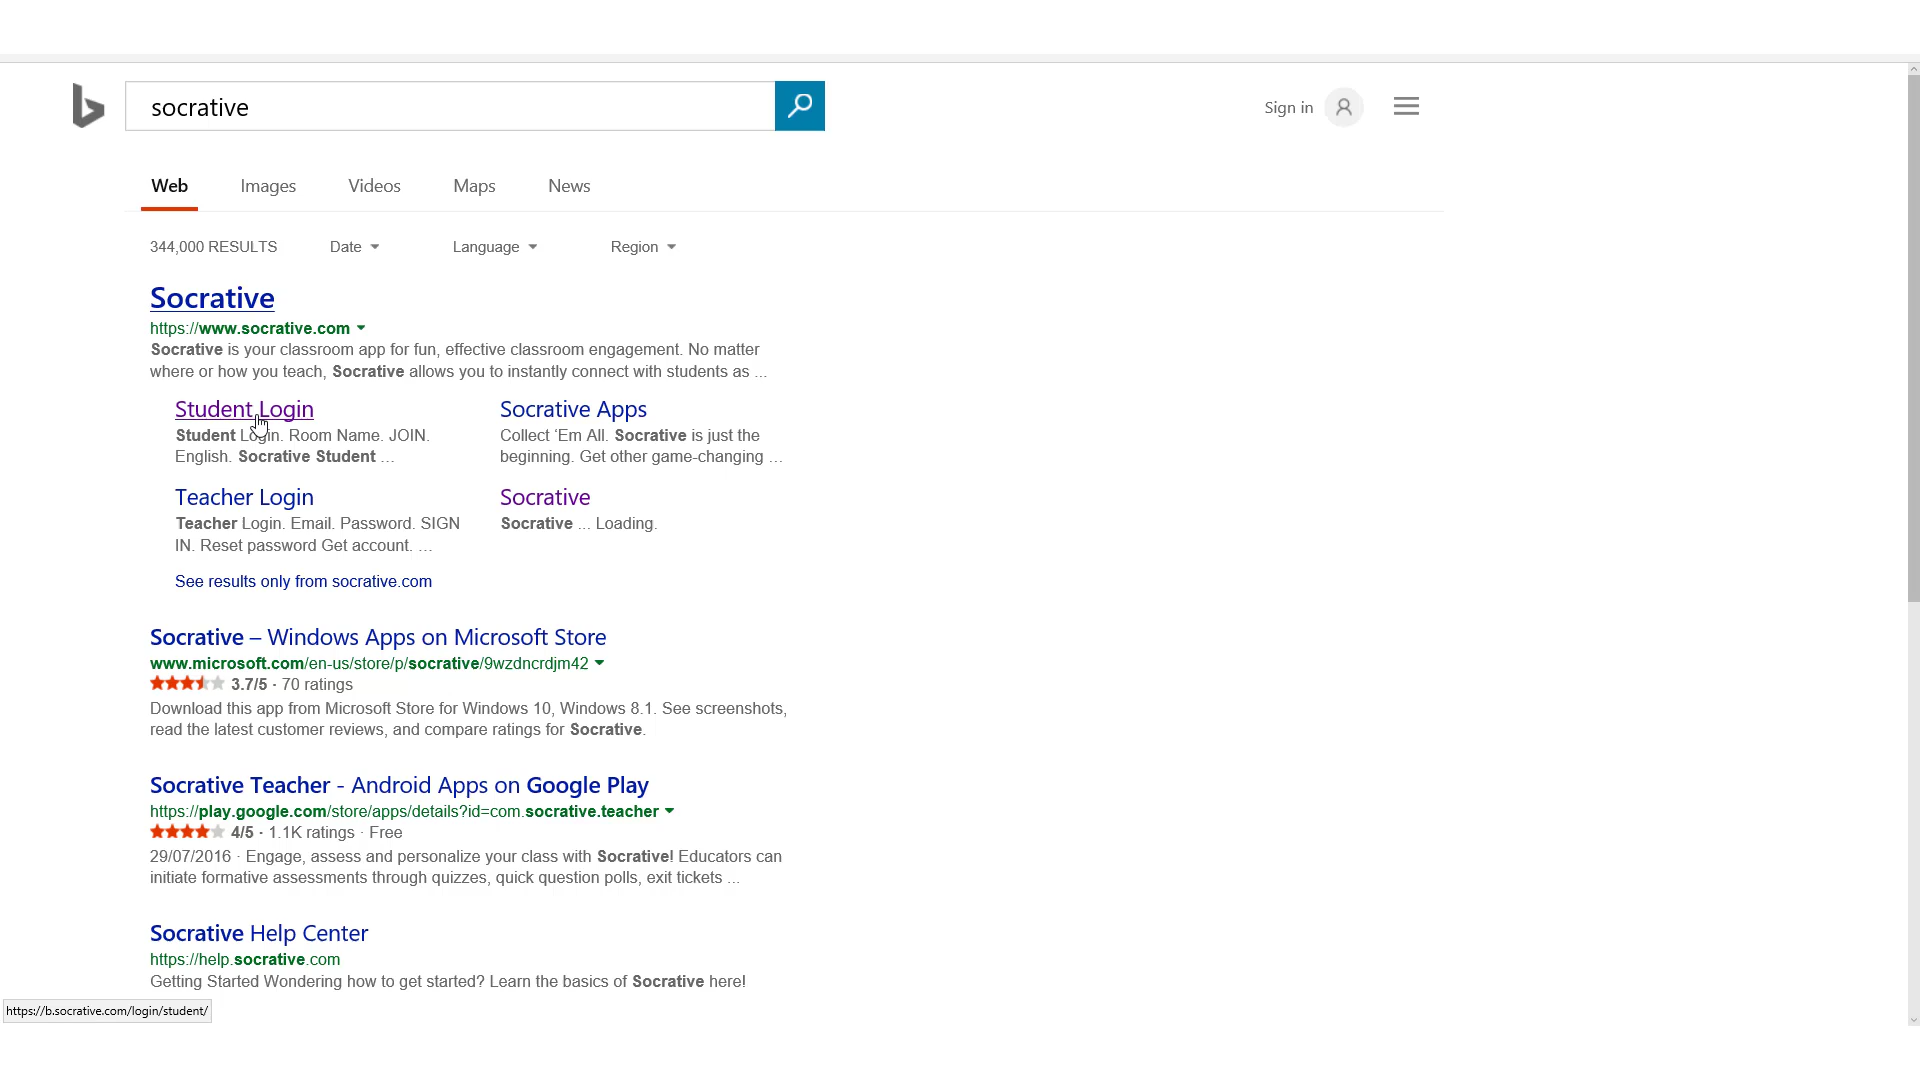 socrative
Sign in
Web Images Videos Maps News
344,000 RESULTS Date Language Region
Socrative
https://www.socrative.com
Socrative is your classroom app for fun, effective classroom engagement. No matter
where or how you teach, Socrative allows you to instantly connect with students as ...
Student Login
Student Login. Room Name. JOIN.
English. Socrative Student ...
Socrative Apps
Collect ‘Em All. Socrative is just the
beginning. Get other game-changing ...
Teacher Login
Teacher Login. Email. Password. SIGN
IN. Reset password Get account. ...
Socrative
Socrative ... Loading.
See results only from socrative.com
Socrative – Windows Apps on Microsoft Store
www.microsoft.com/en-us/store/p/socrative/9wzdncrdjm42
3.7/5 · 70 ratings
Download this app from Microsoft Store for Windows 10, Windows 8.1. See screenshots,
read the latest customer reviews, and compare ratings for Socrative.
Socrative Teacher - Android Apps on Google Play
https://play.google.com/store/apps/details?id=com.socrative.teacher
4/5 · 1.1K ratings · Free
29/07/2016 · Engage, assess and personalize your class with Socrative! Educators can
initiate formative assessments through quizzes, quick question polls, exit tickets ...
Socrative Help Center
https://help.socrative.com
Getting Started Wondering how to get started? Learn the basics of Socrative here!
https://b.socrative.com/login/student/